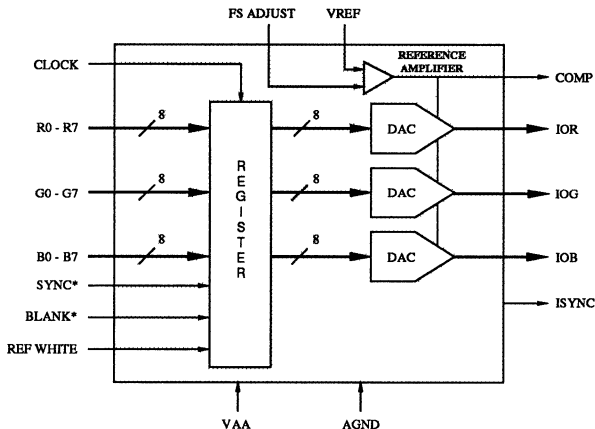 FS ADJUST
VREF
CLOCK
REFERENCE
AMPLIFIER
COMP
R0 - R7
8
8
DAC
IOR
G0 - G7
8
8
DAC
IOG
B0 - B7
8
8
DAC
IOB
REGISTER
SYNC*
ISYNC
BLANK*
REF WHITE
VAA
AGND